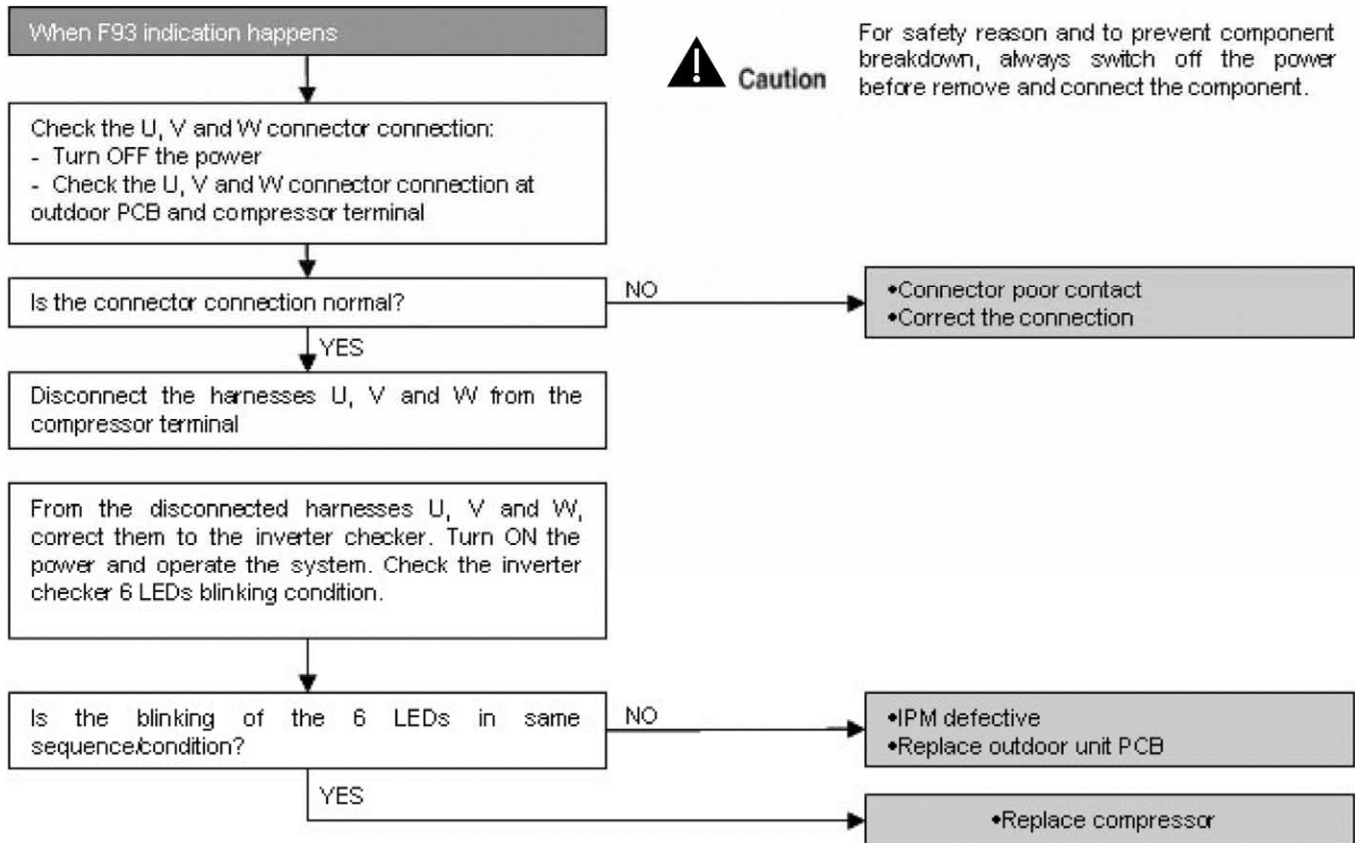 When F93 indication happens
Caution
For safety reason and to prevent component
breakdown, always switch off the power
before remove and connect the component.
Check the U, V and W connector connection:
- Turn OFF the power
- Check the U, V and W connector connection at
outdoor PCB and compressor terminal
Is the connector connection normal?
NO
•Connector poor contact
•Correct the connection
YES
Disconnect the harnesses U, V and W from the
compressor terminal
From the disconnected harnesses U, V and W,
correct them to the inverter checker. Turn ON the
power and operate the system. Check the inverter
checker 6 LEDs blinking condition.
Is the blinking of the 6 LEDs in same
sequence/condition?
NO
•IPM defective
•Replace outdoor unit PCB
YES
•Replace compressor